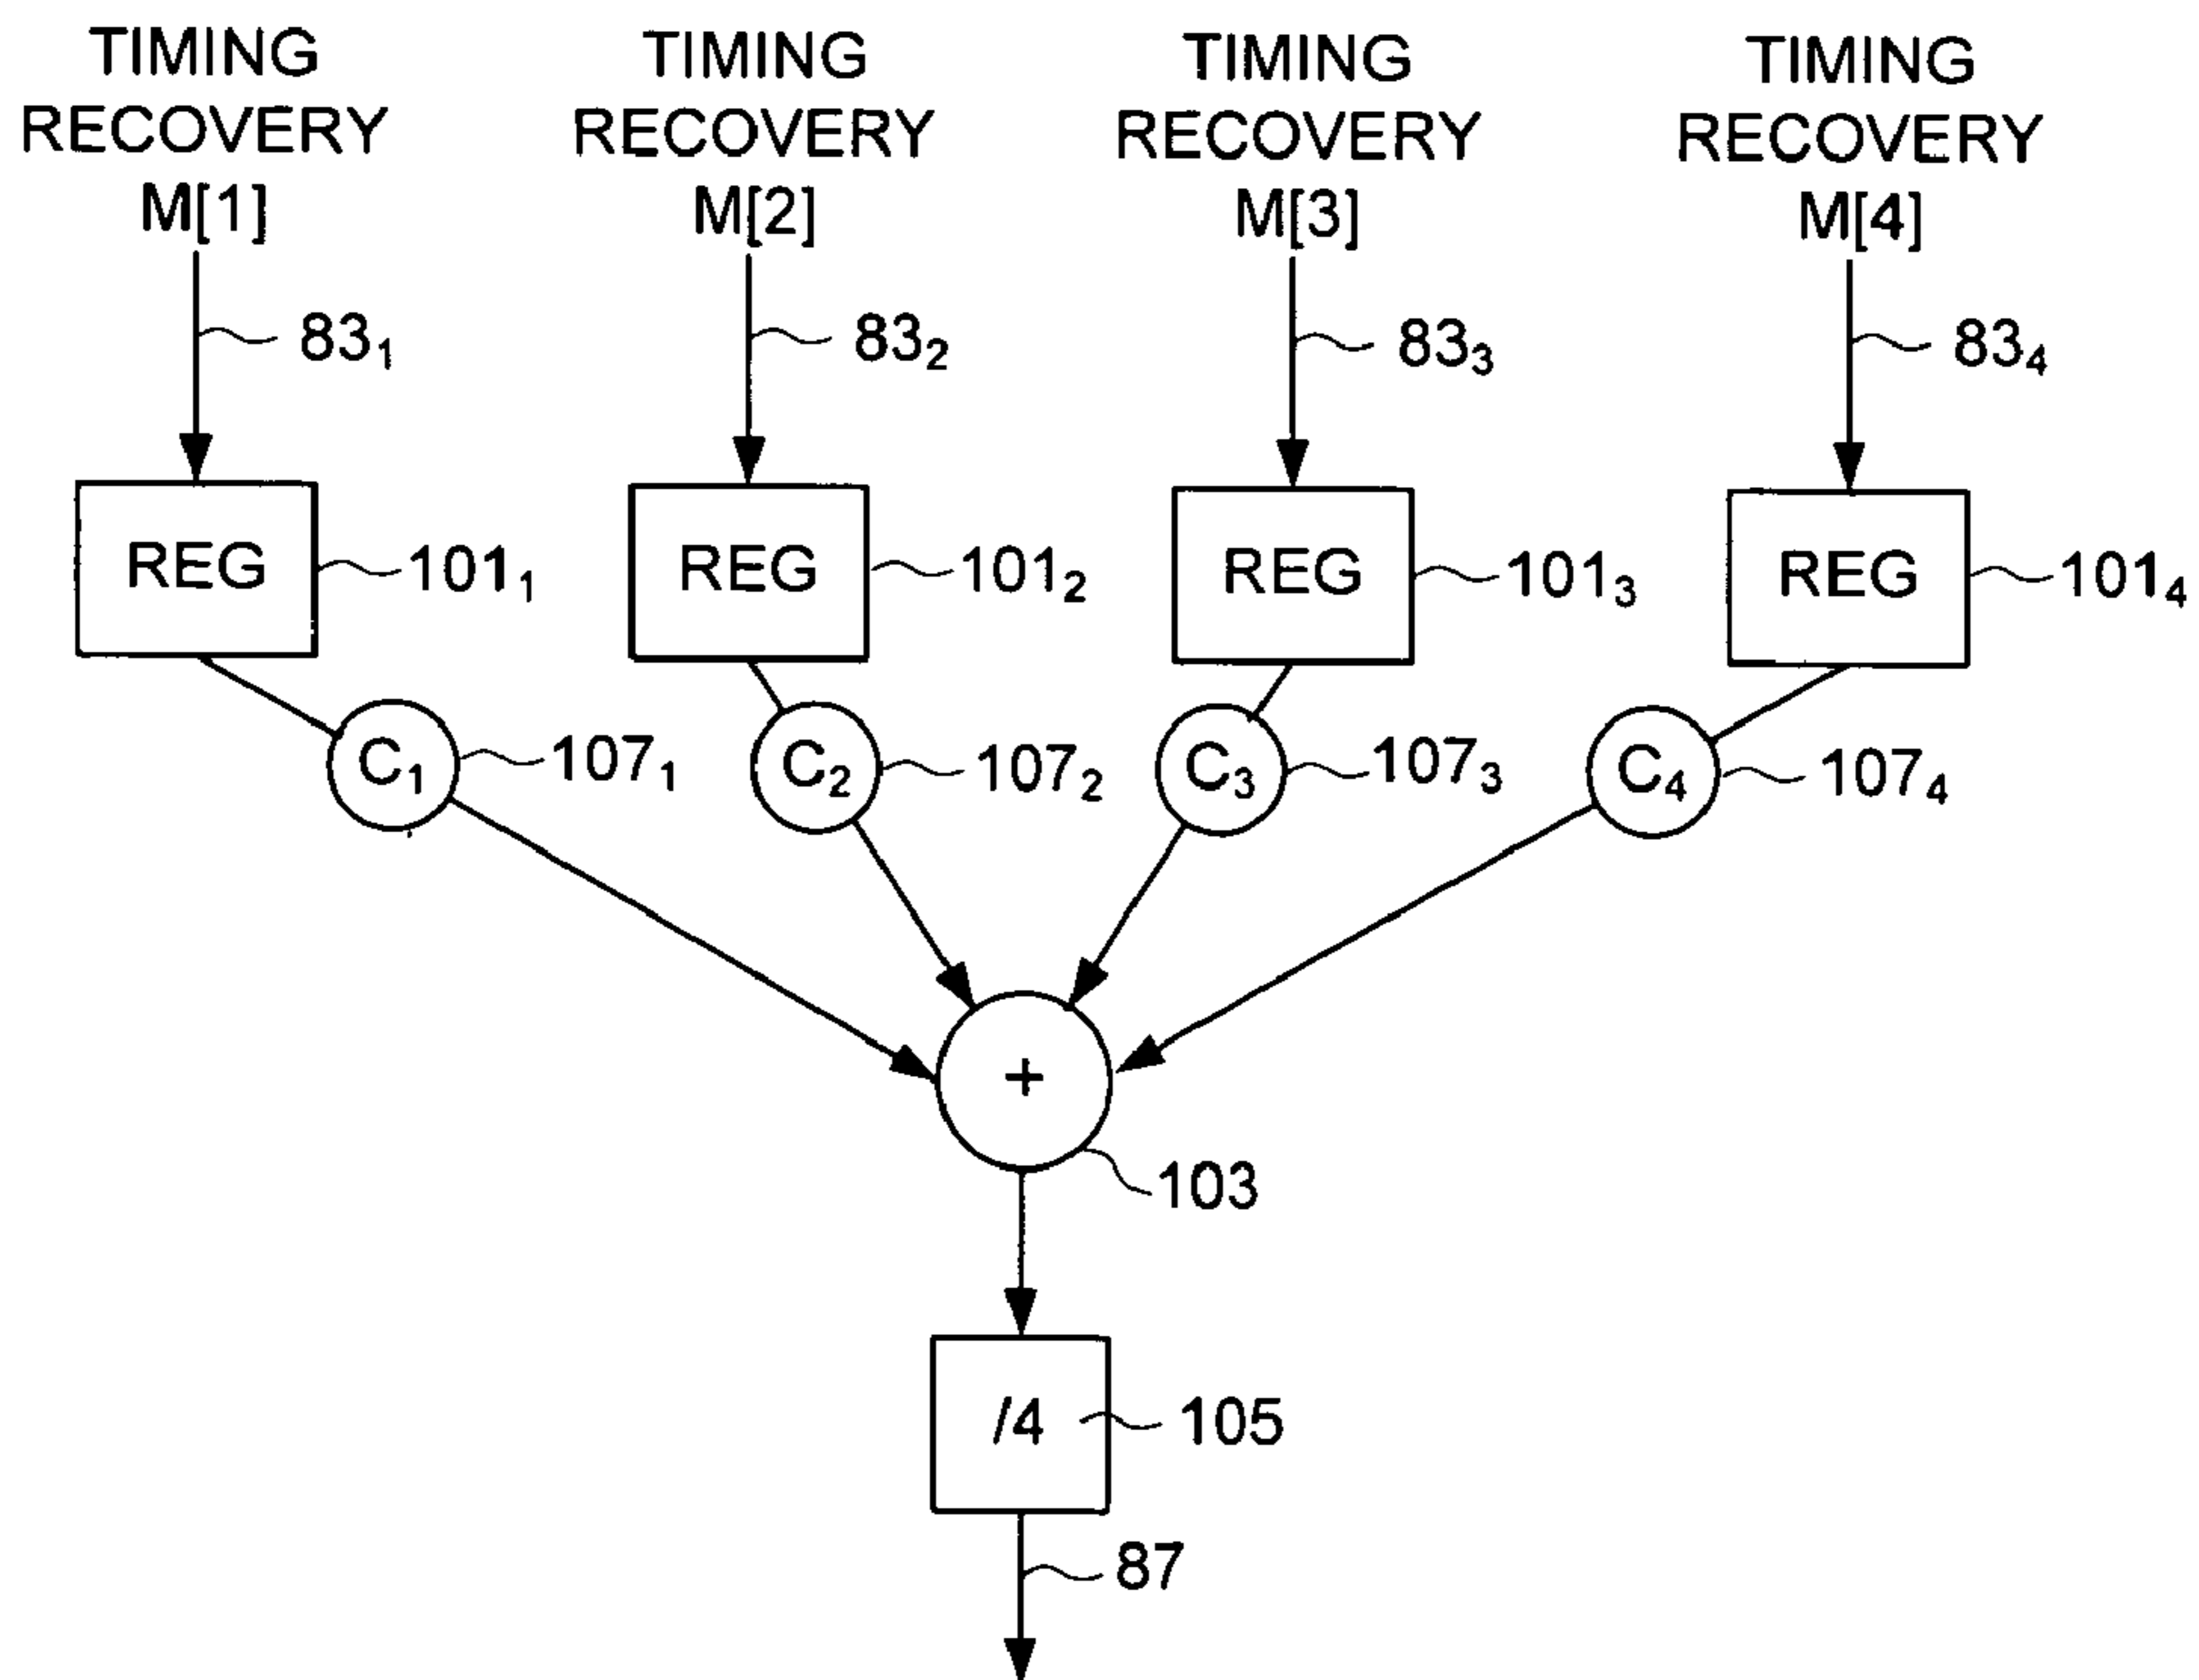 TIMING
RECOVERY
M[1]
TIMING
RECOVERY
M[2]
TIMING
RECOVERY
M[3]
TIMING
RECOVERY
M[4]
83₁
83₂
83₃
83₄
REG
101₁
REG
101₂
REG
101₃
REG
101₄
C₁
107₁
C₂
107₂
C₃
107₃
C₄
107₄
+
103
/4
105
87